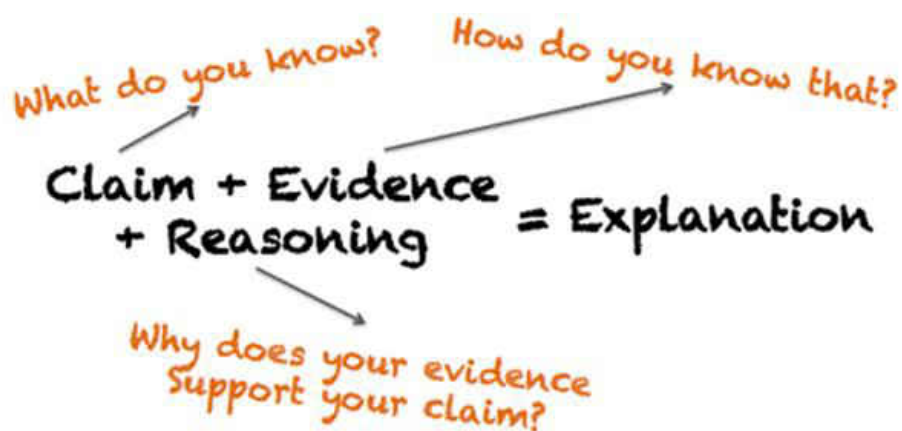 What do you know?
How do you know that?
Claim + Evidence
+ Reasoning
= Explanation
Why does your evidence
Support your claim?